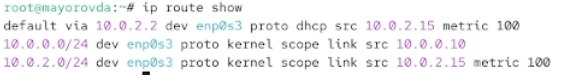 root@mayorovda:~# ip route show
default via 10.0.2.2 dev enp0s3 proto dhcp src 10.0.2.15 metric 100
10.0.0.0/24 dev enp0s3 proto kernel scope link src 10.0.0.10
10.0.2.0/24 dev enp0s3 proto kernel scope link src 10.0.2.15 metric 100